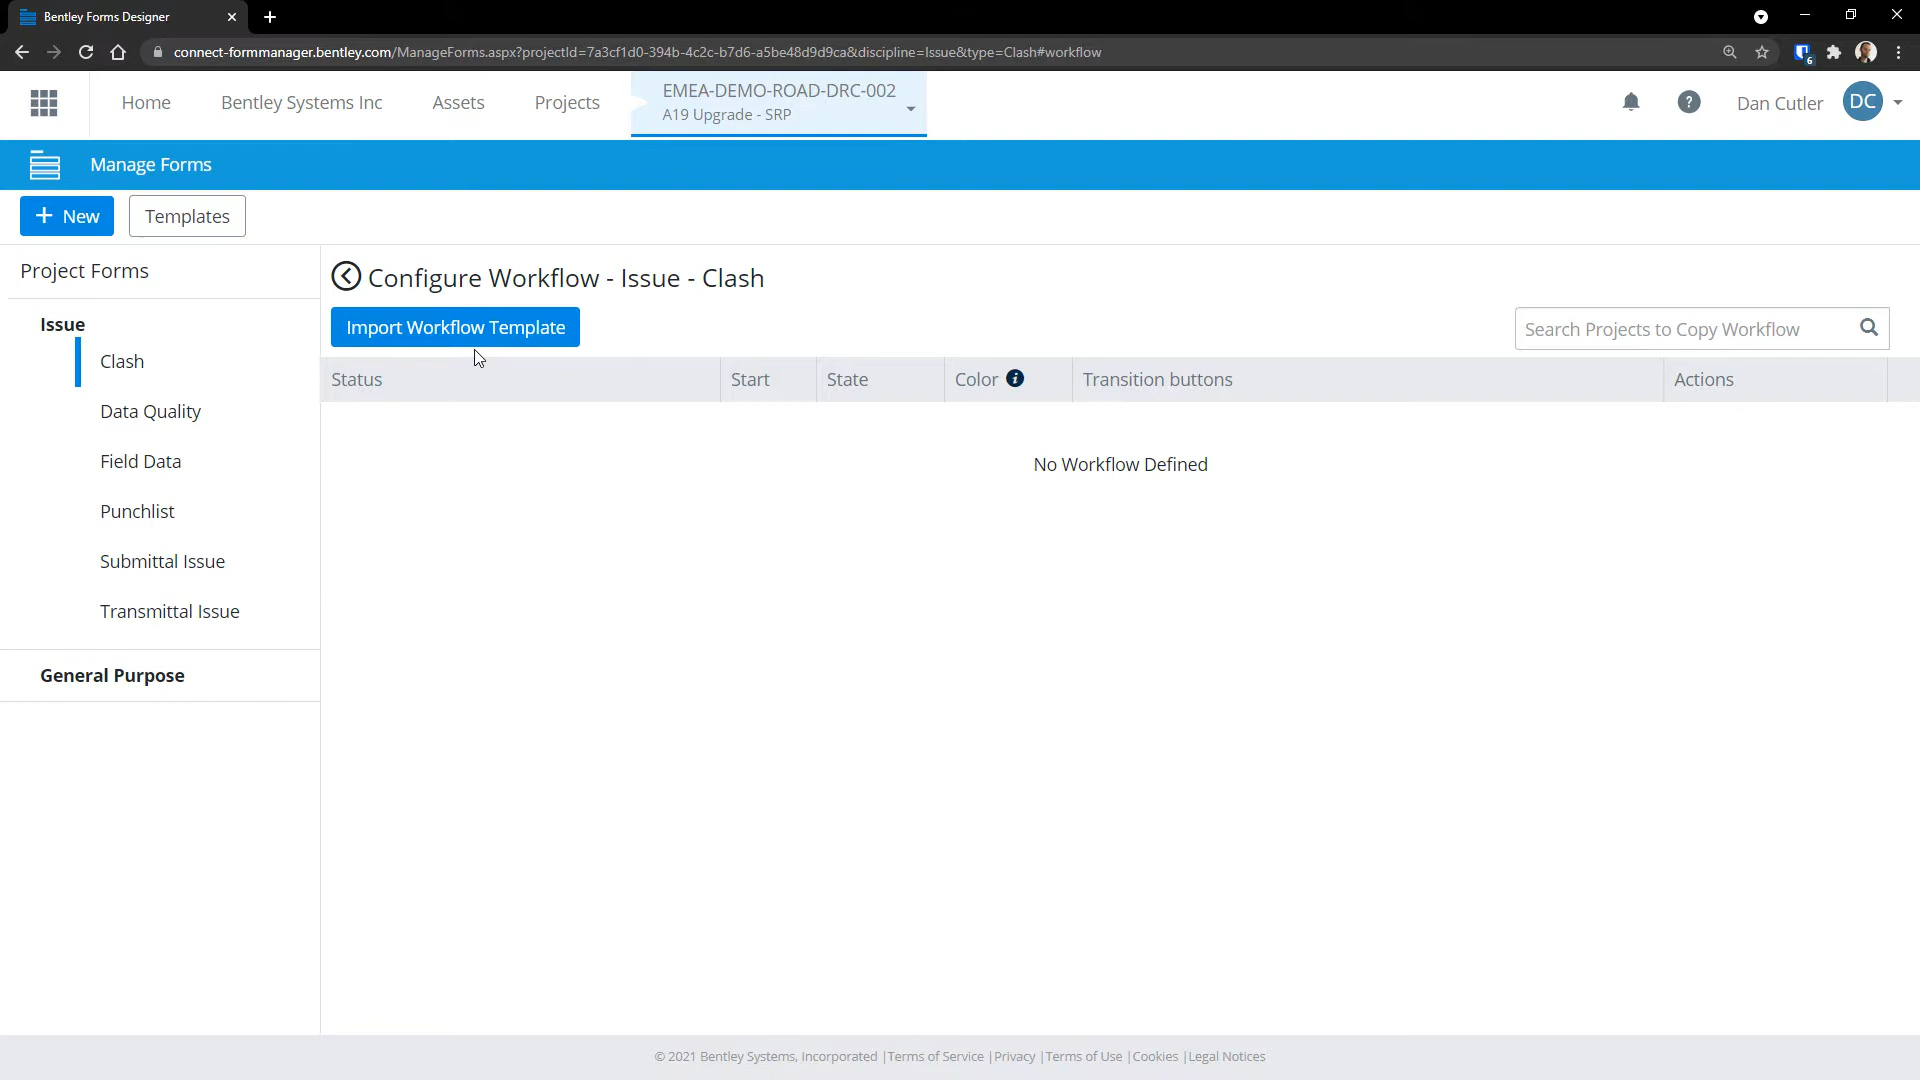 Bentley Forms Designer
connect-formmanager.bentley.com/ManageForms.aspx?projectId=7a3cf1d0-394b-4c2c-b7d6-a5be48d9d9ca&discipline=Issue&type=Clash#workflow
6
Home
Bentley Systems Inc
Assets
Projects
EMEA-DEMO-ROAD-DRC-002
A19 Upgrade - SRP
?
Dan Cutler
DC
Manage Forms
+ New
Templates
Project Forms
Issue
Clash
Data Quality
Field Data
Punchlist
Submittal Issue
Transmittal Issue
General Purpose
Configure Workflow - Issue - Clash
Import Workflow Template
Search Projects to Copy Workflow
Status
Start
State
Color
Transition buttons
Actions
No Workflow Defined
© 2021 Bentley Systems, Incorporated |Terms of Service |Privacy |Terms of Use |Cookies |Legal Notices